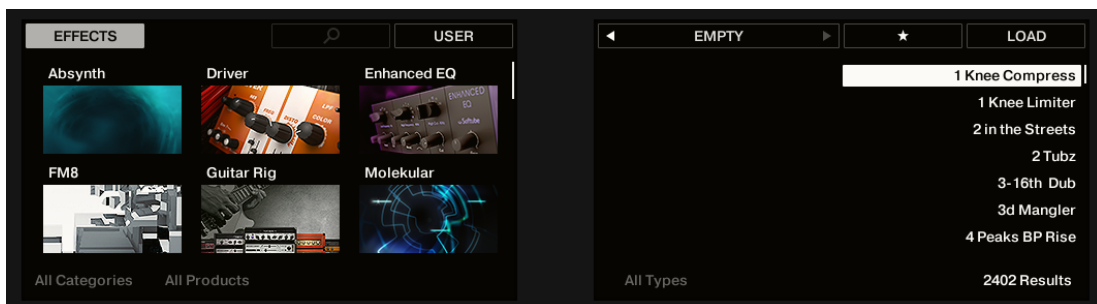 EFFECTS USER
Absynth Driver Enhanced EQ
ENHANCED
EQ
FM8 Guitar Rig Molekular
All Categories All Products
EMPTY ★ LOAD
1 Knee Compress
1 Knee Limiter
2 in the Streets
2 Tubz
3-16th Dub
3d Mangler
4 Peaks BP Rise
All Types 2402 Results